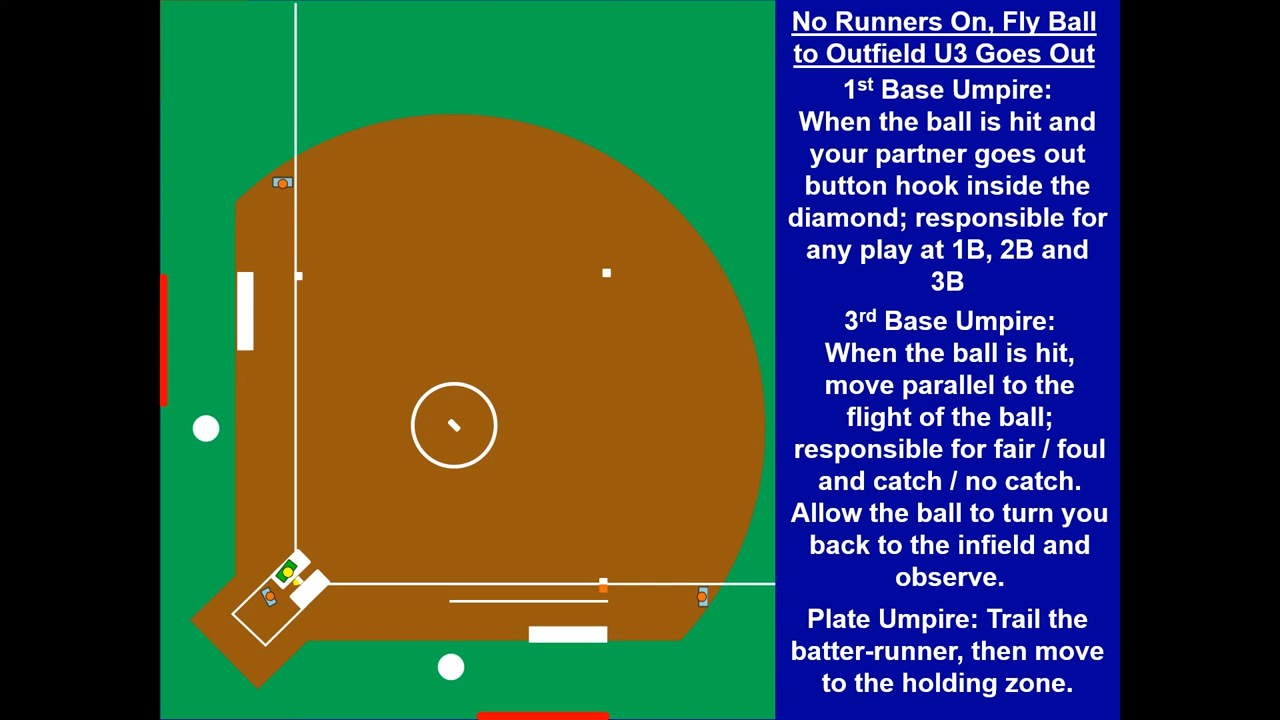 No Runners On, Fly Ball
to Outfield U3 Goes Out
1st Base Umpire:
When the ball is hit and
your partner goes out
button hook inside the
diamond; responsible for
any play at 1B, 2B and
3B
3rd Base Umpire:
When the ball is hit,
move parallel to the
flight of the ball;
responsible for fair / foul
and catch / no catch.
Allow the ball to turn you
back to the infield and
observe.
Plate Umpire: Trail the
batter-runner, then move
to the holding zone.